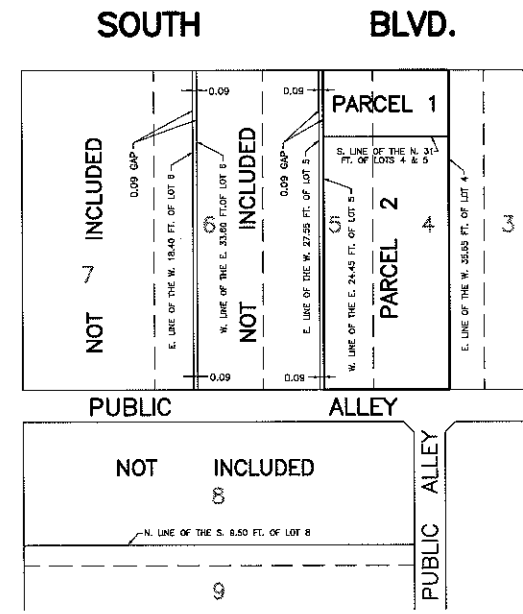 SOUTH BLVD.
0.09
0.09
PARCEL 1
0.09 GAP
0.09 GAP
S. LINE OF THE N. 31
FT. OF LOTS 4 & 5
NOT INCLUDED
7
E. LINE OF THE W. 18.40 FT. OF LOT 6
6
W. LINE OF THE E. 33.60 FT. OF LOT 6
NOT INCLUDED
E. LINE OF THE W. 27.55 FT. OF LOT 5
5
W. LINE OF THE E. 24.45 FT. OF LOT 5
PARCEL 2
4
E. LINE OF THE W. 35.65 FT. OF LOT 4
3
0.09
0.09
PUBLIC ALLEY
NOT INCLUDED
8
N. LINE OF THE S. 9.50 FT. OF LOT 8
9
PUBLIC ALLEY